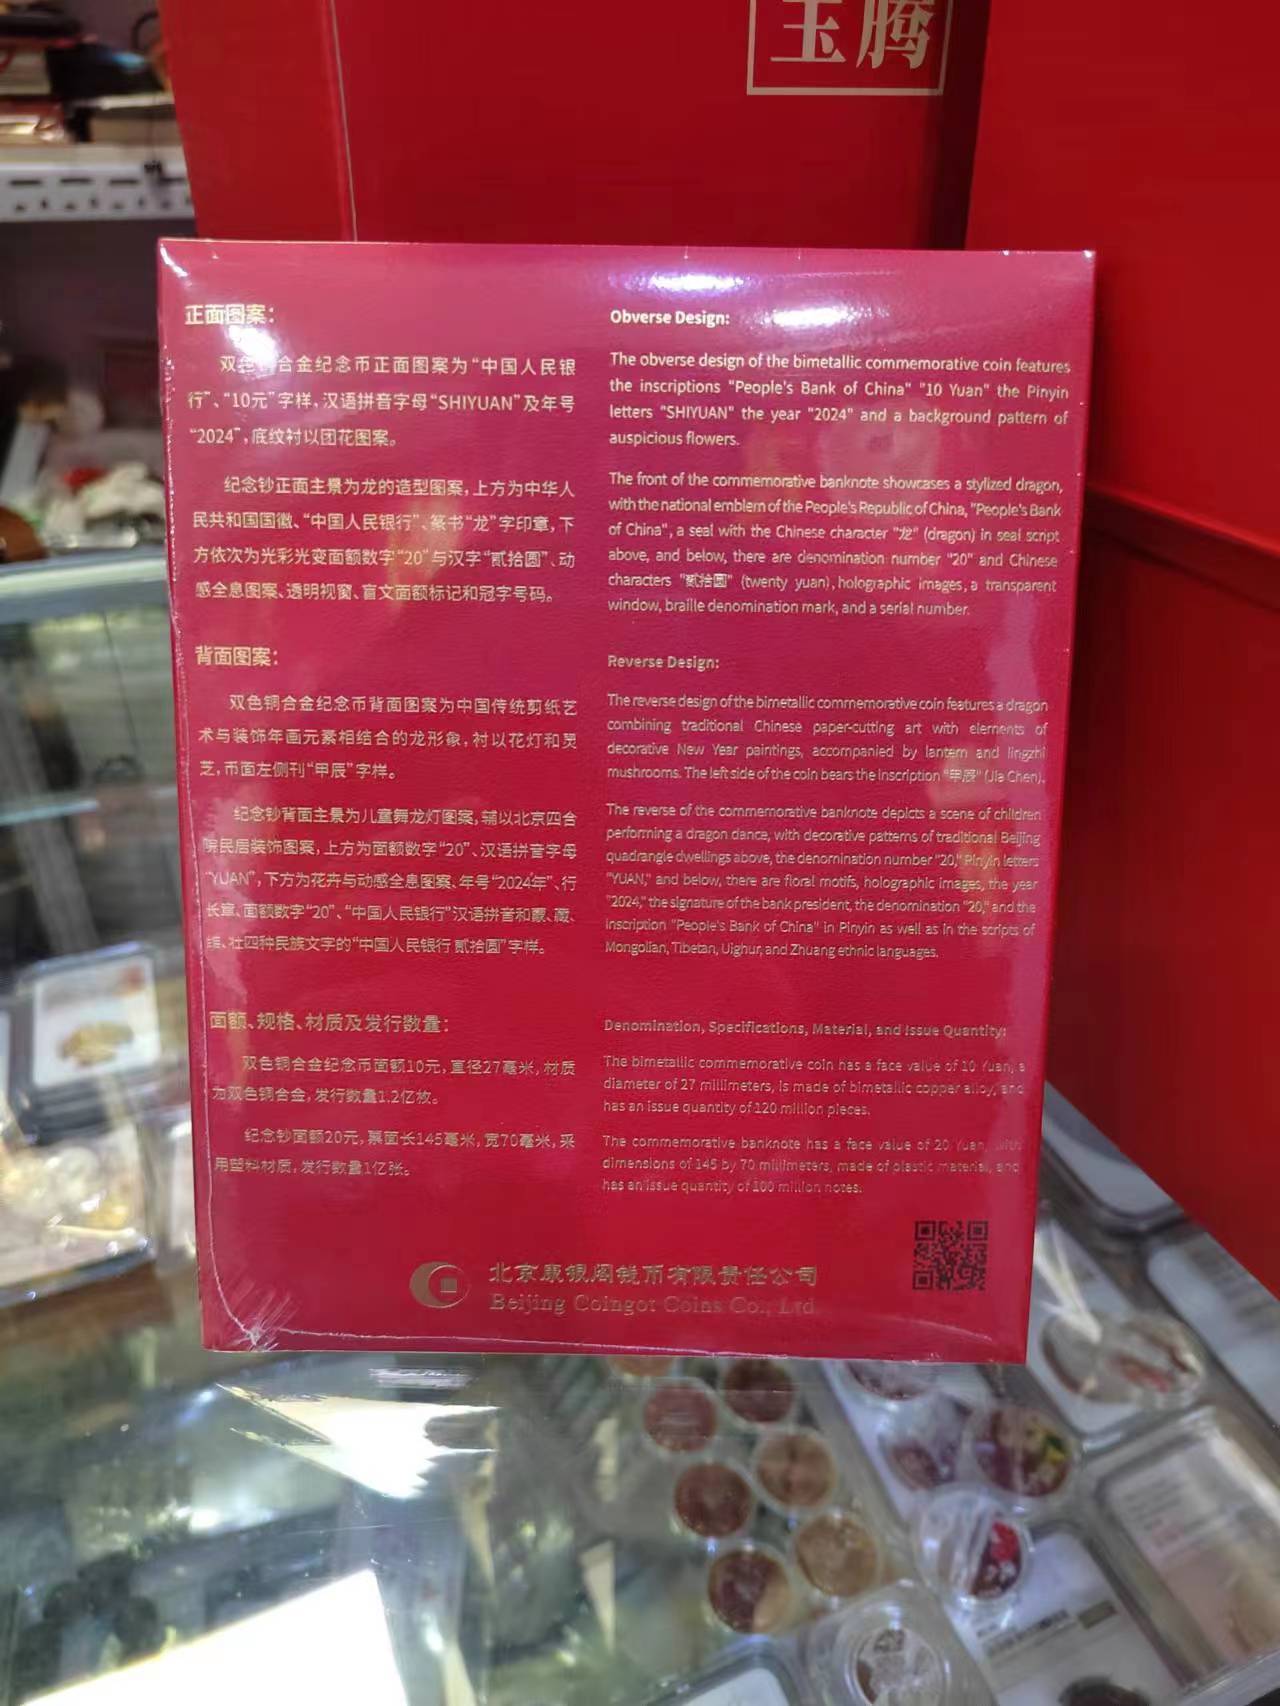 玉腾
正面图案：
双色铜合金纪念币正面图案为“中国人民银
行”、“10元”字样，汉语拼音字母“SHIYUAN”及年号
“2024”，底纹衬以团花图案。
纪念钞正面主景为龙的造型图案，上方为中华人
民共和国国徽、“中国人民银行”、篆书“龙”字印章，下
方依次为光彩光变面额数字“20”与汉字“贰拾圆”、动
感全息图案、透明视窗、盲文面额标记和冠字号码。
背面图案：
双色铜合金纪念币背面图案为中国传统剪纸艺
术与装饰年画元素相结合的龙形象，衬以花灯和灵
芝，币面左侧刊“甲辰”字样。
纪念钞背面主景为儿童舞龙灯图案，辅以北京四合
院民居装饰图案，上方为面额数字“20”、汉语拼音字母
“YUAN”，下方为花卉与动感全息图案、年号“2024年”、行
长章、面额数字“20”、“中国人民银行”汉语拼音和蒙、藏、
维、壮四种民族文字的“中国人民银行 贰拾圆”字样。
面额、规格、材质及发行数量：
双色铜合金纪念币面额10元，直径27毫米，材质
为双色铜合金，发行数量1.2亿枚。
纪念钞面额20元，票面长145毫米，宽70毫米，采
用塑料材质，发行数量1亿张。
Obverse Design:
The obverse design of the bimetallic commemorative coin features
the inscriptions "People's Bank of China" "10 Yuan" the Pinyin
letters "SHIYUAN" the year "2024" and a background pattern of
auspicious flowers.
The front of the commemorative banknote showcases a stylized dragon,
with the national emblem of the People's Republic of China, "People's Bank
of China", a seal with the Chinese character "龙" (dragon) in seal script
above, and below, there are denomination number "20" and Chinese
characters "贰拾圆" (twenty yuan), holographic images, a transparent
window, braille denomination mark, and a serial number.
Reverse Design:
The reverse design of the bimetallic commemorative coin features a dragon
combining traditional Chinese paper-cutting art with elements of
decorative New Year paintings, accompanied by lantern and lingzhi
mushrooms. The left side of the coin bears the inscription "甲辰" (Jia Chen).
The reverse of the commemorative banknote depicts a scene of children
performing a dragon dance, with decorative patterns of traditional Beijing
quadrangle dwellings above, the denomination number "20," Pinyin letters
"YUAN," and below, there are floral motifs, holographic images, the year
"2024," the signature of the bank president, the denomination "20," and the
inscription "People's Bank of China" in Pinyin as well as in the scripts of
Mongolian, Tibetan, Uighur, and Zhuang ethnic languages.
Denomination, Specifications, Material, and Issue Quantity:
The bimetallic commemorative coin has a face value of 10 Yuan, a
diameter of 27 millimeters, is made of bimetallic copper alloy, and
has an issue quantity of 120 million pieces.
The commemorative banknote has a face value of 20 Yuan, with
dimensions of 145 by 70 millimeters, made of plastic material, and
has an issue quantity of 100 million notes.
北京康银阁钱币有限责任公司
Beijing Coingot Coins Co., Ltd